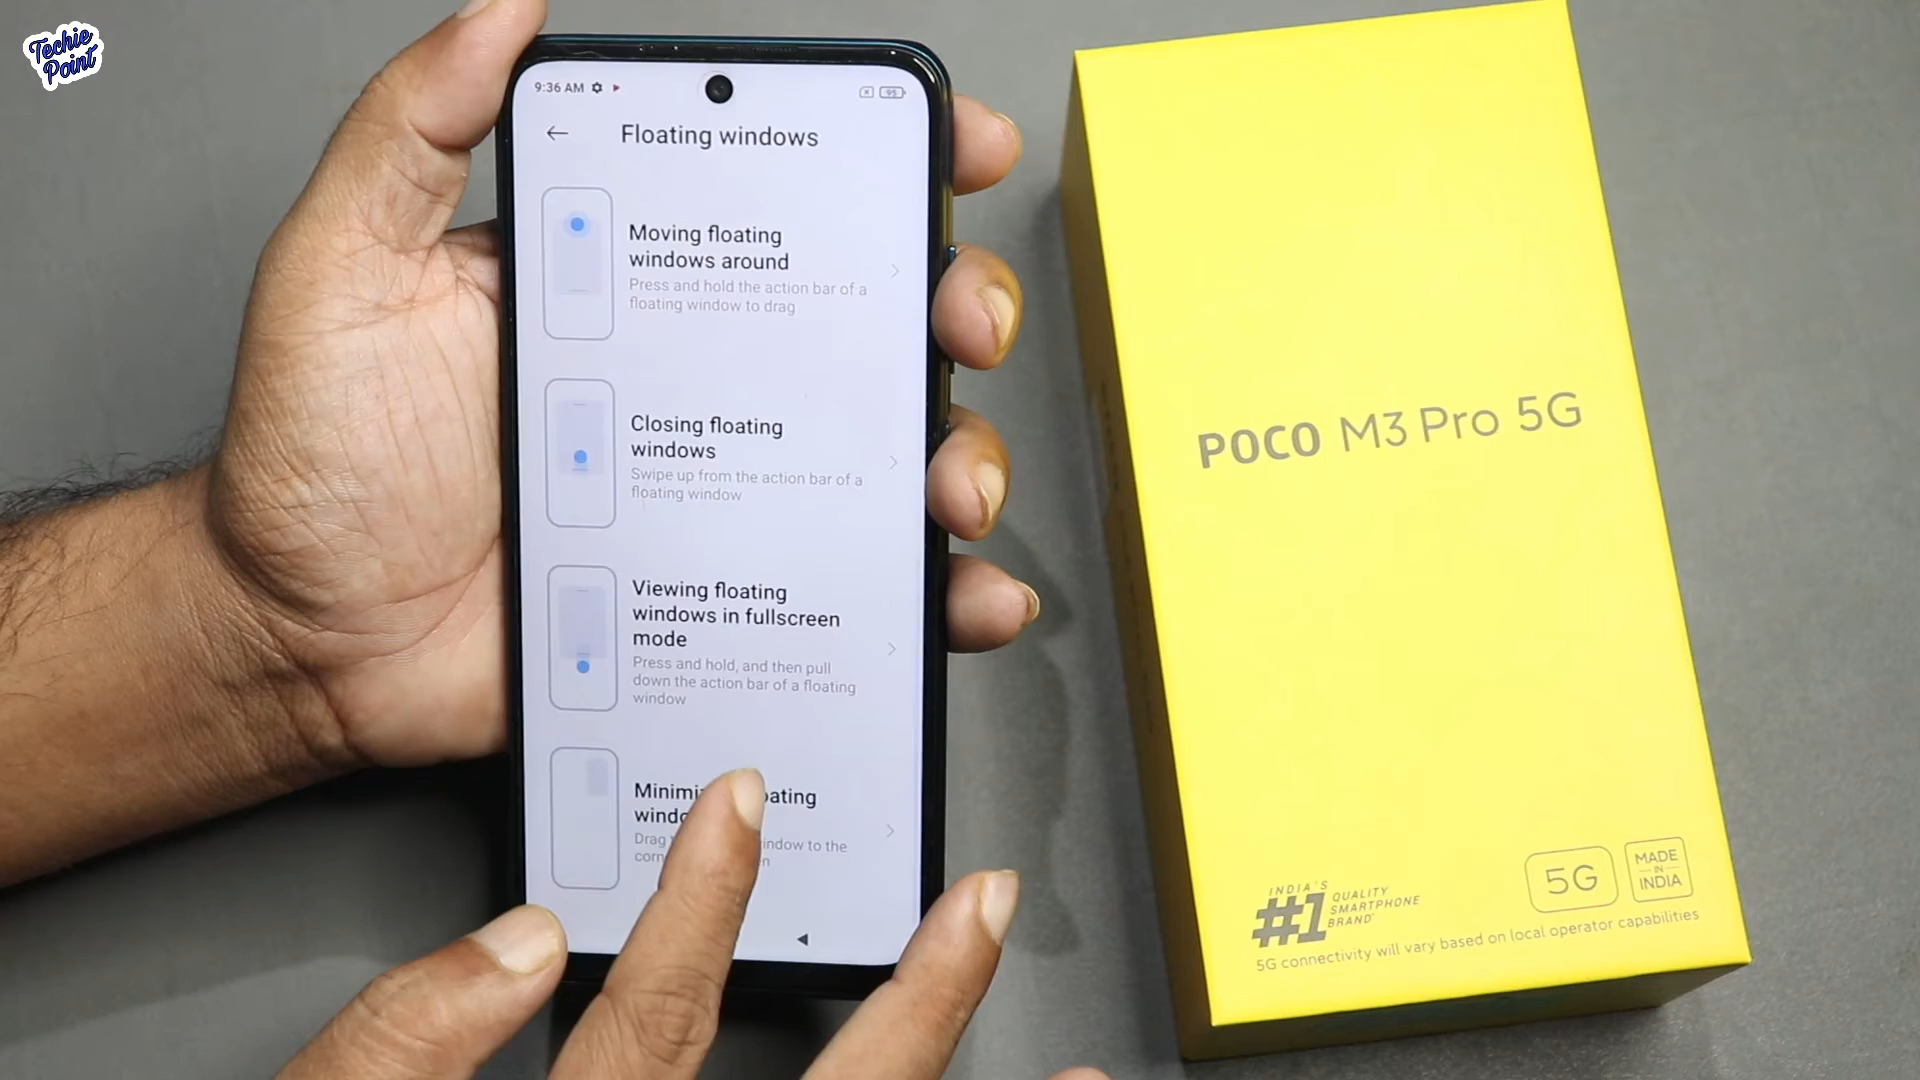 Techie
Point
9:36 AM
95
Floating windows
Moving floating
windows around
Press and hold the action bar of a
floating window to drag
Closing floating
windows
Swipe up from the action bar of a
floating window
Viewing floating
windows in fullscreen
mode
Press and hold, and then pull
down the action bar of a floating
window
Drag
indow to the
POCO M3 Pro 5G
INDIA'S
#1
QUALITY
SMARTPHONE
BRAND*
5G
MADE
IN
INDIA
5G connectivity will vary based on local operator capabilities